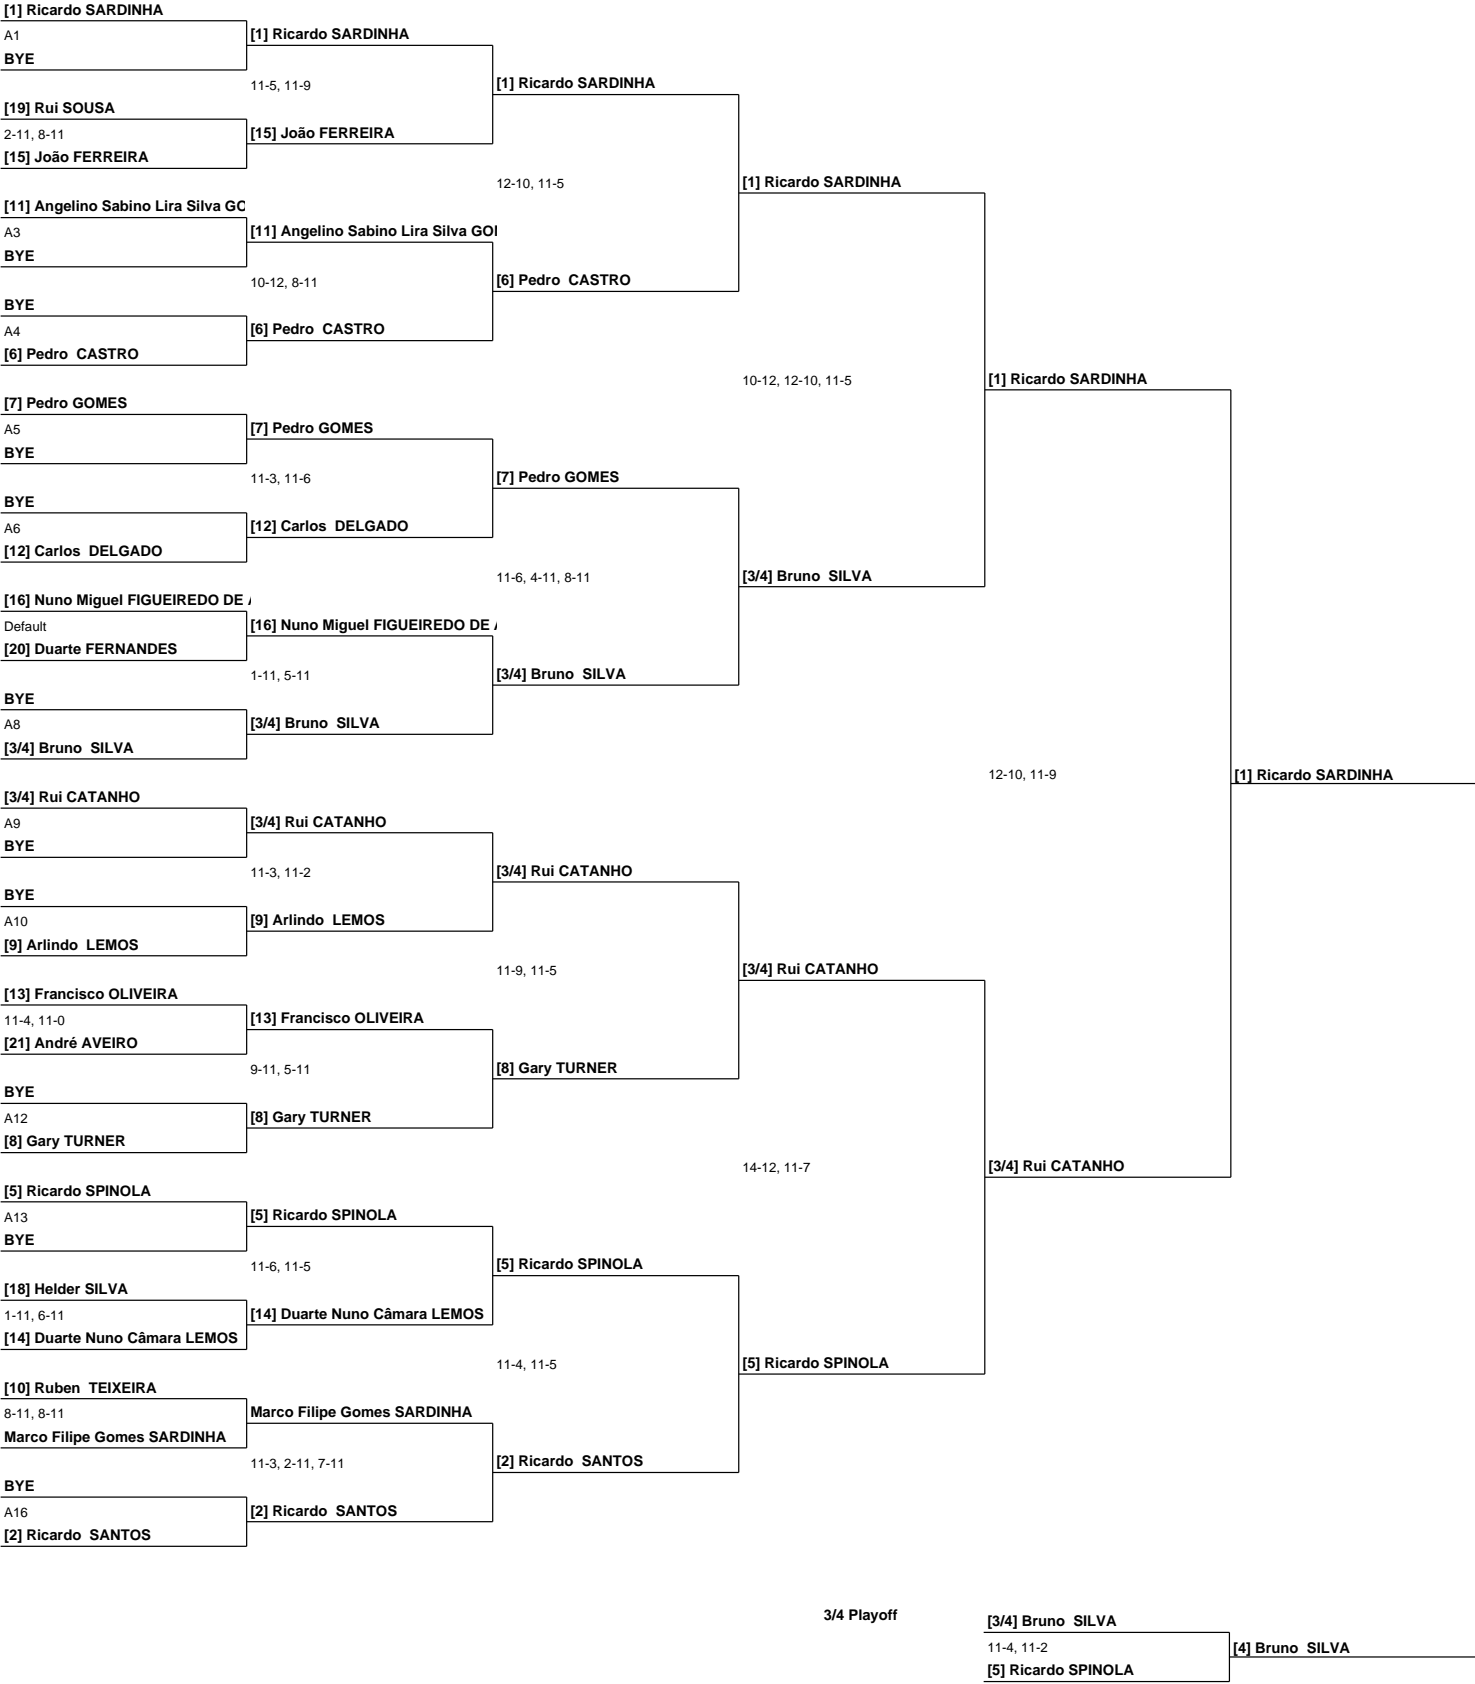 [1] Ricardo SARDINHA
A1
BYE
[19] Rui SOUSA
2-11, 8-11
[15] João FERREIRA
[11] Angelino Sabino Lira Silva GO
A3
BYE
BYE
A4
[6] Pedro  CASTRO
[7] Pedro GOMES
A5
BYE
BYE
A6
[12] Carlos  DELGADO
[16] Nuno Miguel FIGUEIREDO DE
Default
[20] Duarte FERNANDES
BYE
A8
[3/4] Bruno  SILVA
[3/4] Rui CATANHO
A9
BYE
BYE
A10
[9] Arlindo  LEMOS
[13] Francisco OLIVEIRA
11-4, 11-0
[21] André AVEIRO
BYE
A12
[8] Gary TURNER
[5] Ricardo SPINOLA
A13
BYE
[18] Helder SILVA
1-11, 6-11
[14] Duarte Nuno Câmara LEMOS
[10] Ruben  TEIXEIRA
8-11, 8-11
Marco Filipe Gomes SARDINHA
BYE
A16
[2] Ricardo  SANTOS
[1] Ricardo SARDINHA
11-5, 11-9
[15] João FERREIRA
[11] Angelino Sabino Lira Silva GO
10-12, 8-11
[6] Pedro  CASTRO
[7] Pedro GOMES
11-3, 11-6
[12] Carlos  DELGADO
[16] Nuno Miguel FIGUEIREDO DE
1-11, 5-11
[3/4] Bruno  SILVA
[3/4] Rui CATANHO
11-3, 11-2
[9] Arlindo  LEMOS
[13] Francisco OLIVEIRA
9-11, 5-11
[8] Gary TURNER
[5] Ricardo SPINOLA
11-6, 11-5
[14] Duarte Nuno Câmara LEMOS
Marco Filipe Gomes SARDINHA
11-3, 2-11, 7-11
[2] Ricardo  SANTOS
[1] Ricardo SARDINHA
12-10, 11-5
[6] Pedro  CASTRO
[7] Pedro GOMES
11-6, 4-11, 8-11
[3/4] Bruno  SILVA
[3/4] Rui CATANHO
11-9, 11-5
[8] Gary TURNER
[5] Ricardo SPINOLA
11-4, 11-5
[2] Ricardo  SANTOS
[1] Ricardo SARDINHA
10-12, 12-10, 11-5
[3/4] Bruno  SILVA
[3/4] Rui CATANHO
14-12, 11-7
[5] Ricardo SPINOLA
[1] Ricardo SARDINHA
12-10, 11-9
[3/4] Rui CATANHO
[1] Ricardo SARDINHA
3/4 Playoff
[3/4] Bruno  SILVA
11-4, 11-2
[5] Ricardo SPINOLA
[4] Bruno  SILVA